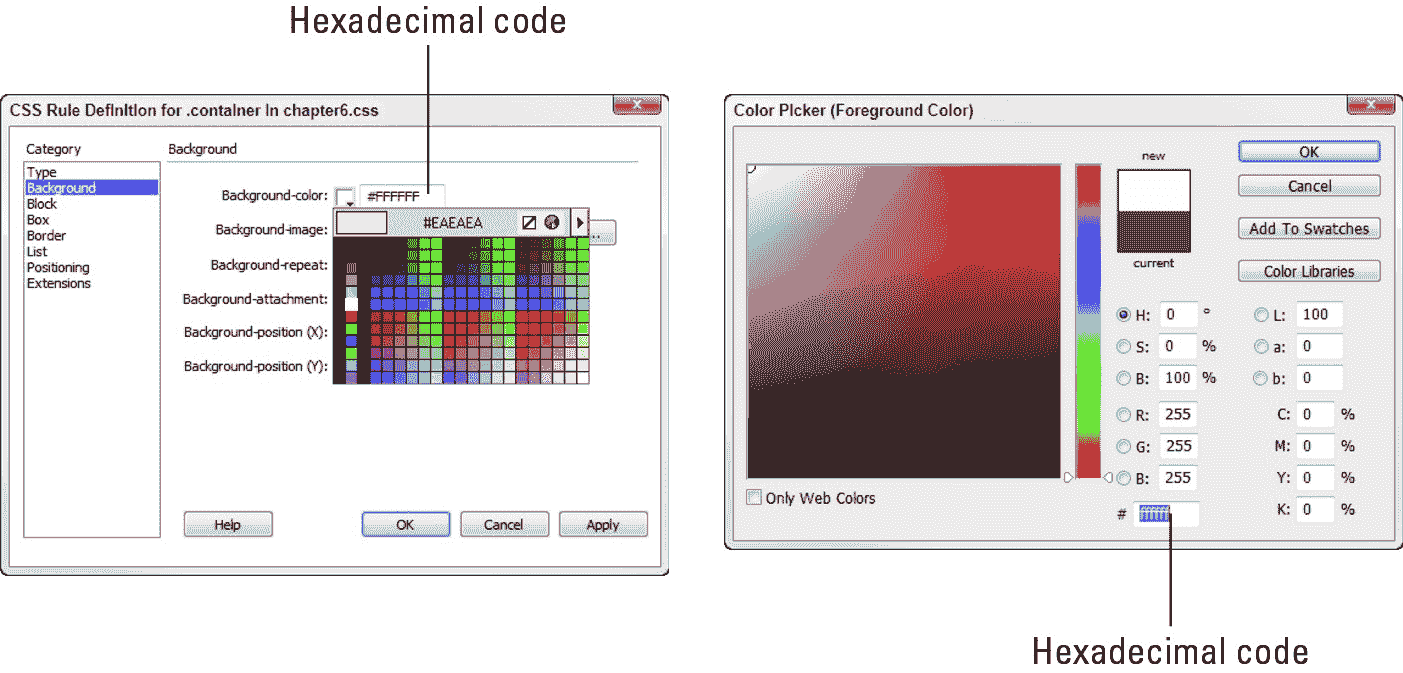 Hexadecimal code
CSS Rule Definition for .container in chapter6.css
Category
Type
Background
Block
Box
Border
List
Positioning
Extensions
Background
Background-color: #FFFFFF
#EAEAEA
Background-image:
...
Background-repeat:
Background-attachment:
Background-position (X):
Background-position (Y):
Help OK Cancel Apply
Color Picker (Foreground Color)
new
current
OK
Cancel
Add To Swatches
Color Libraries
H: 0 °
S: 0 %
B: 100 %
R: 255
G: 255
B: 255
# ffffff
L: 100
a: 0
b: 0
C: 0 %
M: 0 %
Y: 0 %
K: 0 %
Only Web Colors
Hexadecimal code